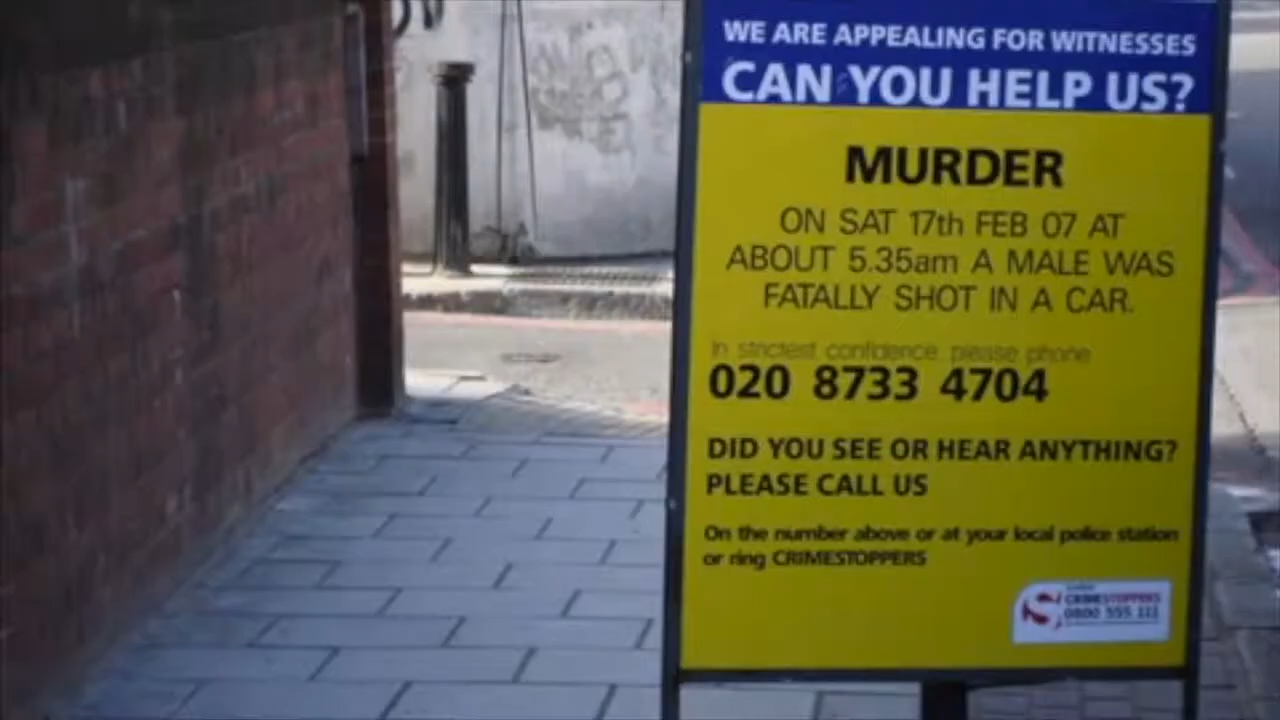 WE ARE APPEALING FOR WITNESSES
CAN YOU HELP US?
MURDER
ON SAT 17th FEB 07 AT
ABOUT 5.35am A MALE WAS
FATALLY SHOT IN A CAR.
In strictest confidence please phone
020 8733 4704
DID YOU SEE OR HEAR ANYTHING?
PLEASE CALL US
On the number above or at your local police station
or ring CRIMESTOPPERS
CRIMESTOPPERS
0800 555 111